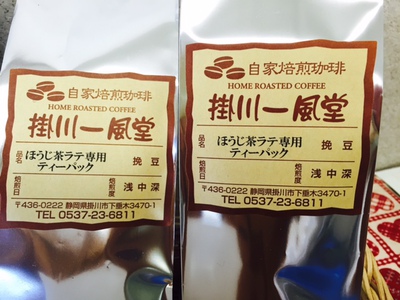 自家焙煎珈琲
HOME ROASTED COFFEE
掛川一風堂
品名 ほうじ茶ラテ専用 挽豆
ティーパック
焙煎日 焙煎度 浅中深
〒436-0222 静岡県掛川市下垂木3470-1
TEL 0537-23-6811
自家焙煎珈琲
HOME ROASTED COFFEE
掛川一風堂
品名 ほうじ茶ラテ専用 挽豆
ティーパック
焙煎日 焙煎度 浅中深
〒436-0222 静岡県掛川市下垂木3470-1
TEL 0537-23-6811